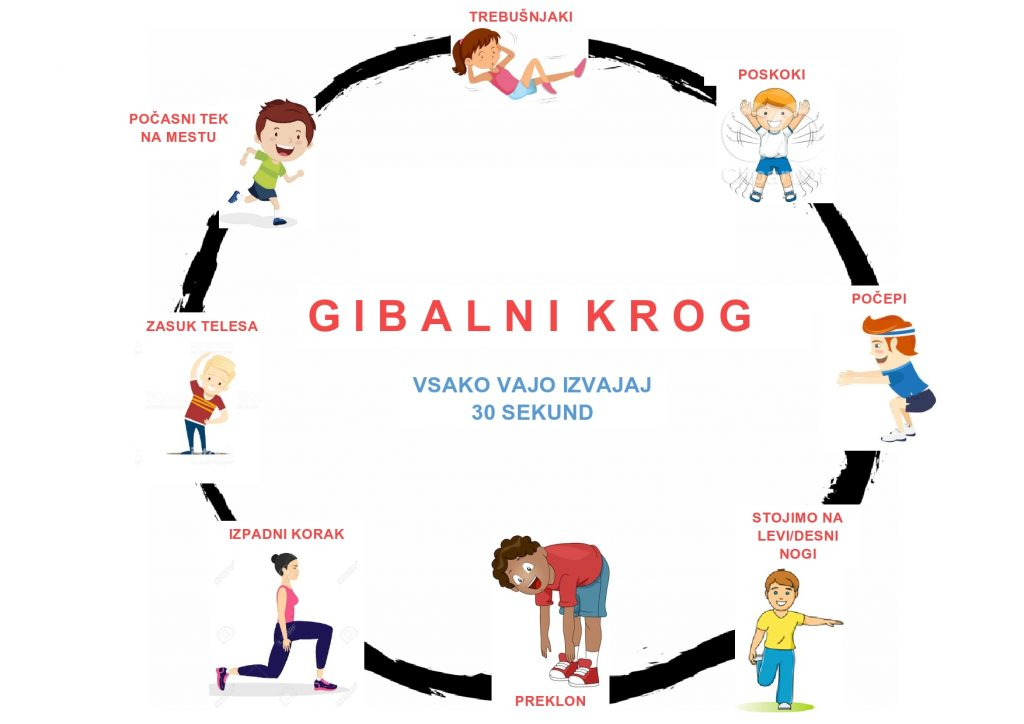 TREBUŠNJAKI
POSKOKI
POČASNI TEK
NA MESTU
POČEPI
GIBALNI KROG
ZASUK TELESA
VSAKO VAJO IZVAJAJ
30 SEKUND
STOJIMO NA
LEVI/DESNI
NOGI
IZPADNI KORAK
PREKLON